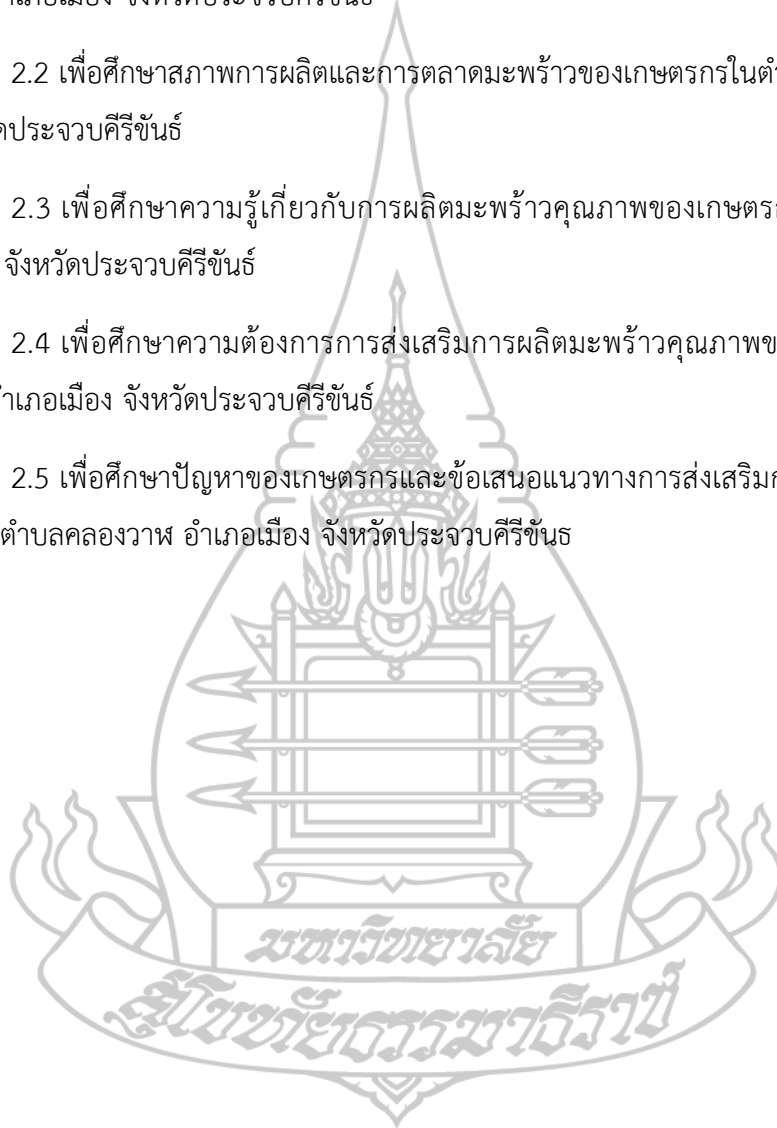 2.2 เพื่อศึกษาสภาพการผลิตและการตลาดมะพร้าวของเกษตรกรในตำ
ประจวบคีรีขันธ์
2.3 เพื่อศึกษาความรู้เกี่ยวกับการผลิตมะพร้าวคุณภาพของเกษตร
จังหวัดประจวบคีรีขันธ์
2.4 เพื่อศึกษาความต้องการการส่งเสริมการผลิตมะพร้าวคุณภาพข
อำเภอเมือง จังหวัดประจวบคีรีขันธ์
2.5 เพื่อศึกษาปัญหาของเกษตรกรและข้อเสนอแนวทางการส่งเสริมก
ตำบลคลองวาฬ อำเภอเมือง จังหวัดประจวบคีรีขันธ
มหาวิทยาลัย
สุโขทัยธรรมาธิราช